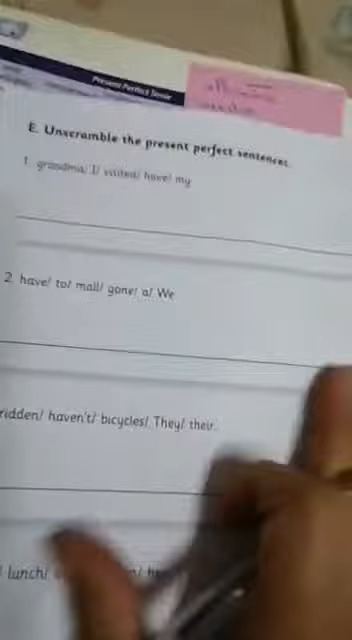 Present Perfect Tense
E. Unscramble the present perfect sentences.
1. grandma/ I/ visited/ have/ my
2. have/ to/ mall/ gone/ a/ We
ridden/ haven't/ bicycles/ They/ their
lunch/